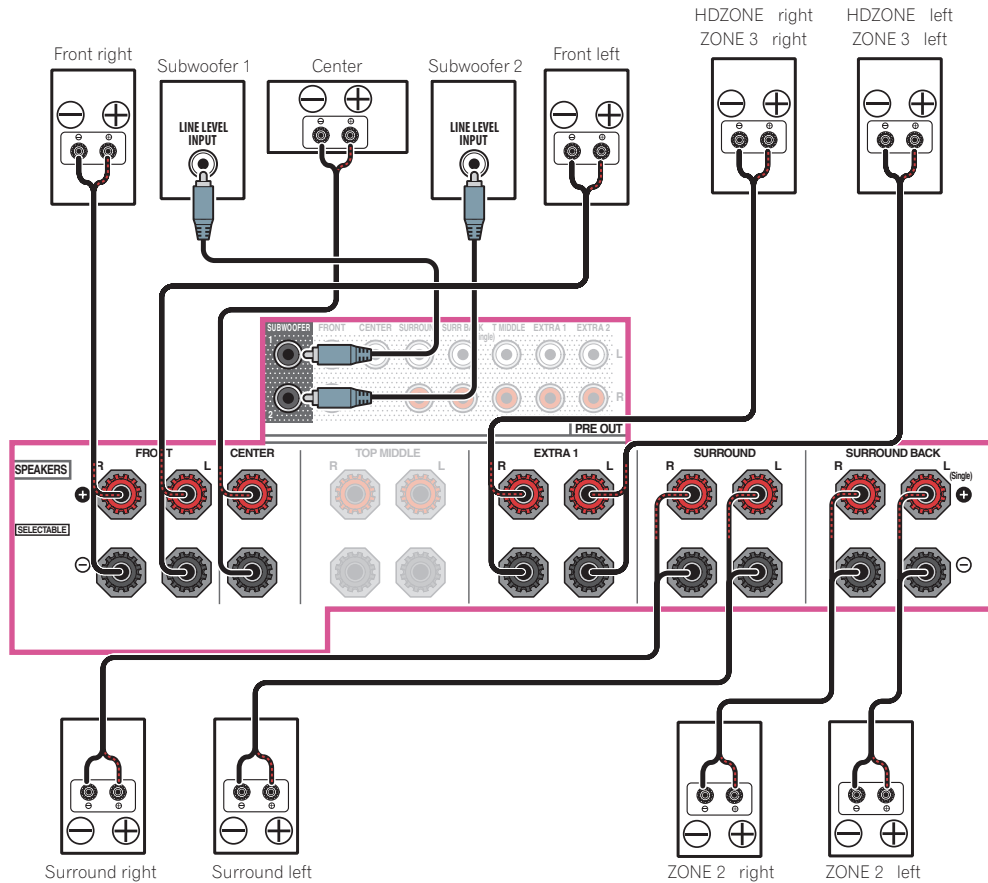 HDZONE right
ZONE 3 right
HDZONE left
ZONE 3 left
Front right
Subwoofer 1
Center
Subwoofer 2
Front left
LINE LEVEL
INPUT
LINE LEVEL
INPUT
SUBWOOFER
FRONT
CENTER
SURROUND
SURR BACK
T MIDDLE
EXTRA 1
EXTRA 2
1
L
2
R
PRE OUT
SPEAKERS
FRONT
R
L
CENTER
TOP MIDDLE
R
L
EXTRA 1
R
L
SURROUND
R
L
SURROUND BACK
R
L
(Single)
SELECTABLE
Surround right
Surround left
ZONE 2 right
ZONE 2 left